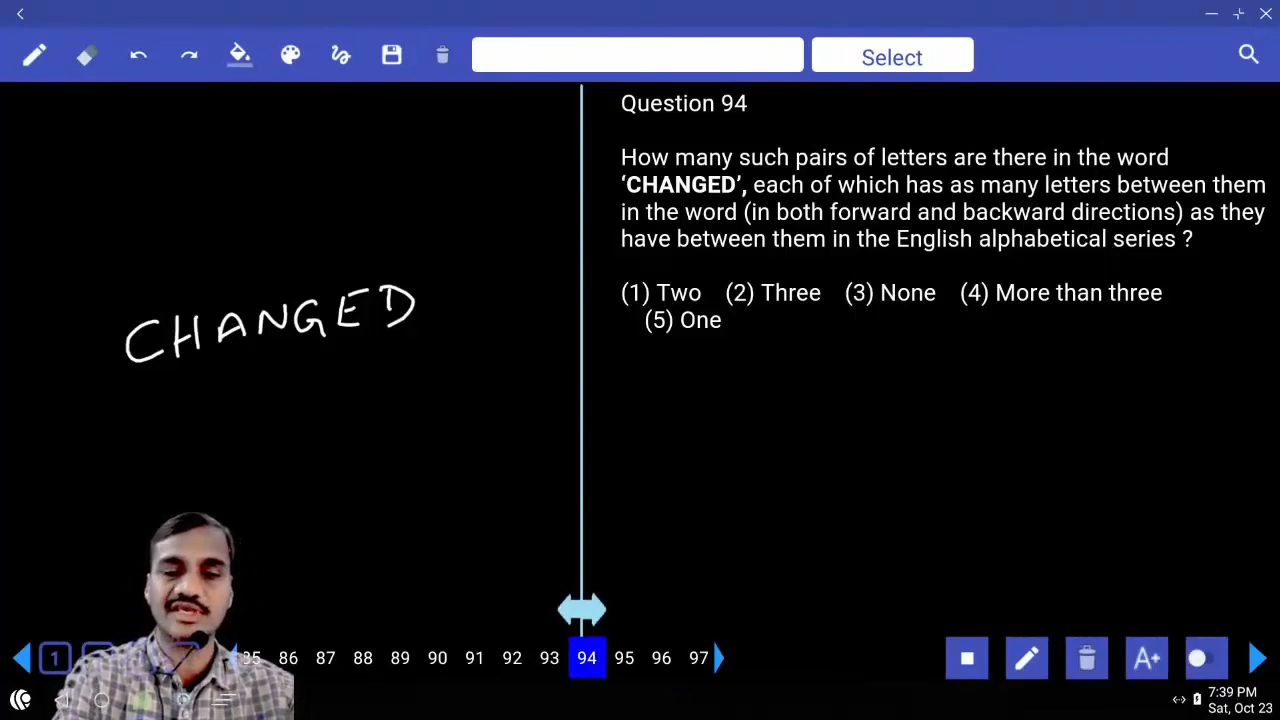 Select
Question 94
How many such pairs of letters are there in the word
‘CHANGED’, each of which has as many letters between them
in the word (in both forward and backward directions) as they
have between them in the English alphabetical series ?
(1) Two (2) Three (3) None (4) More than three
(5) One
CHANGED
1
86 87 88 89 90 91 92 93 94 95 96 97
A+
7:39 PM
Sat, Oct 23